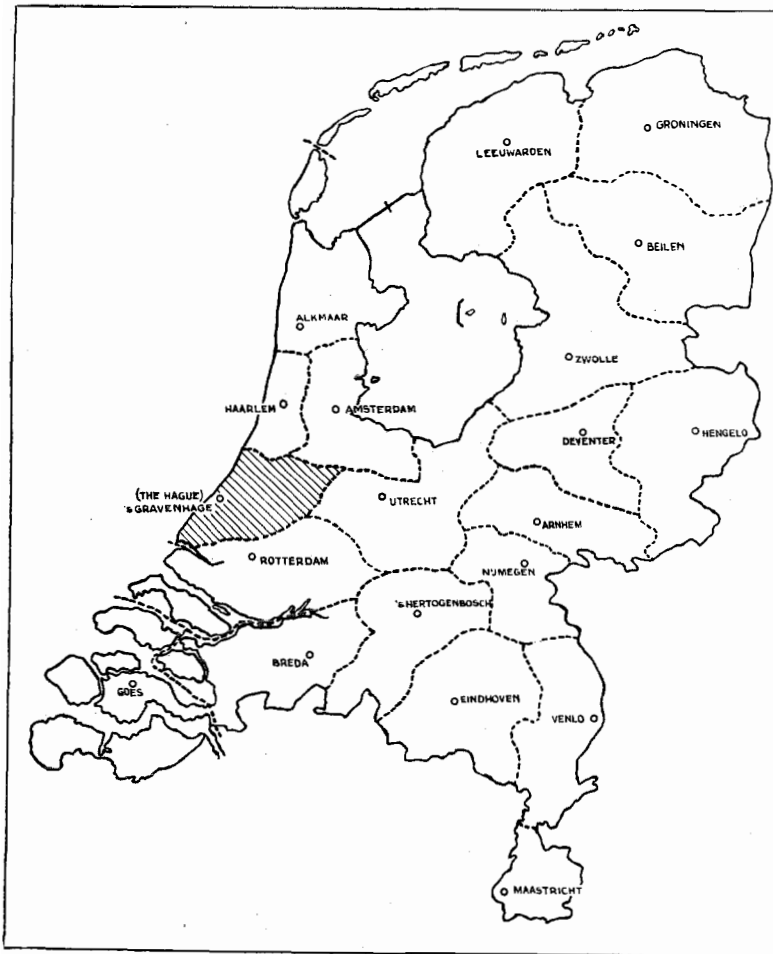 GRONINGEN
LEEUWARDEN
BEILEN
ALKMAAR
ZWOLLE
HAARLEM
AMSTERDAM
DEVENTER
HENGELO
(THE HAGUE)
'S GRAVENHAGE
UTRECHT
ARNHEM
ROTTERDAM
NIJMEGEN
'S HERTOGENBOSCH
BREDA
GOES
EINDHOVEN
VENLO
MAASTRICHT